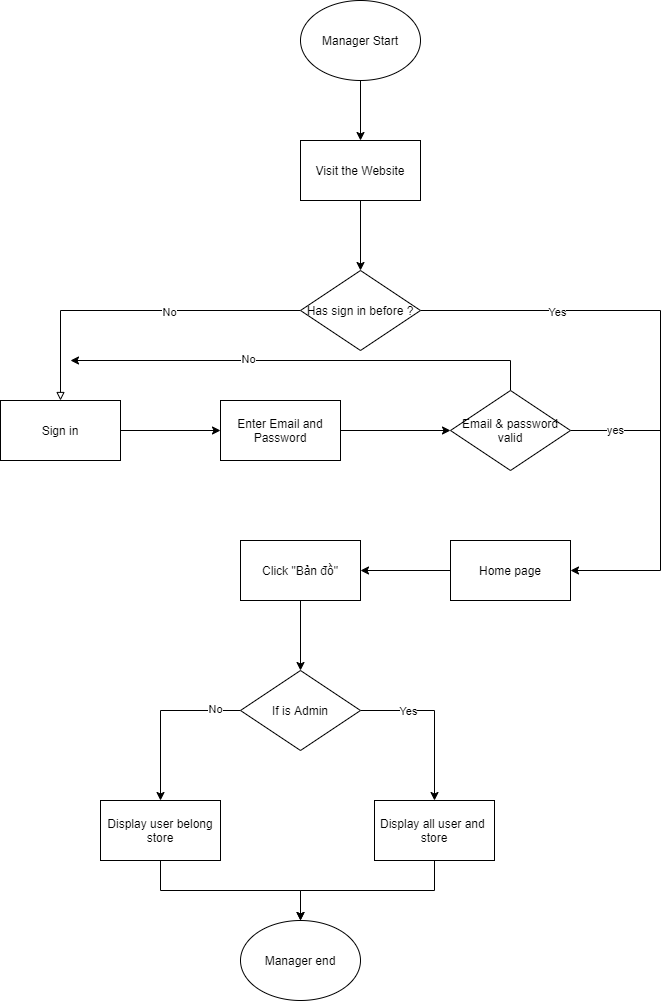 Manager Start
Visit the Website
Has sign in before ?
No
Yes
No
Sign in
Enter Email and
Password
Email & password
valid
yes
Click "Bản đồ"
Home page
If is Admin
No
Yes
Display user belong
store
Display all user and
store
Manager end